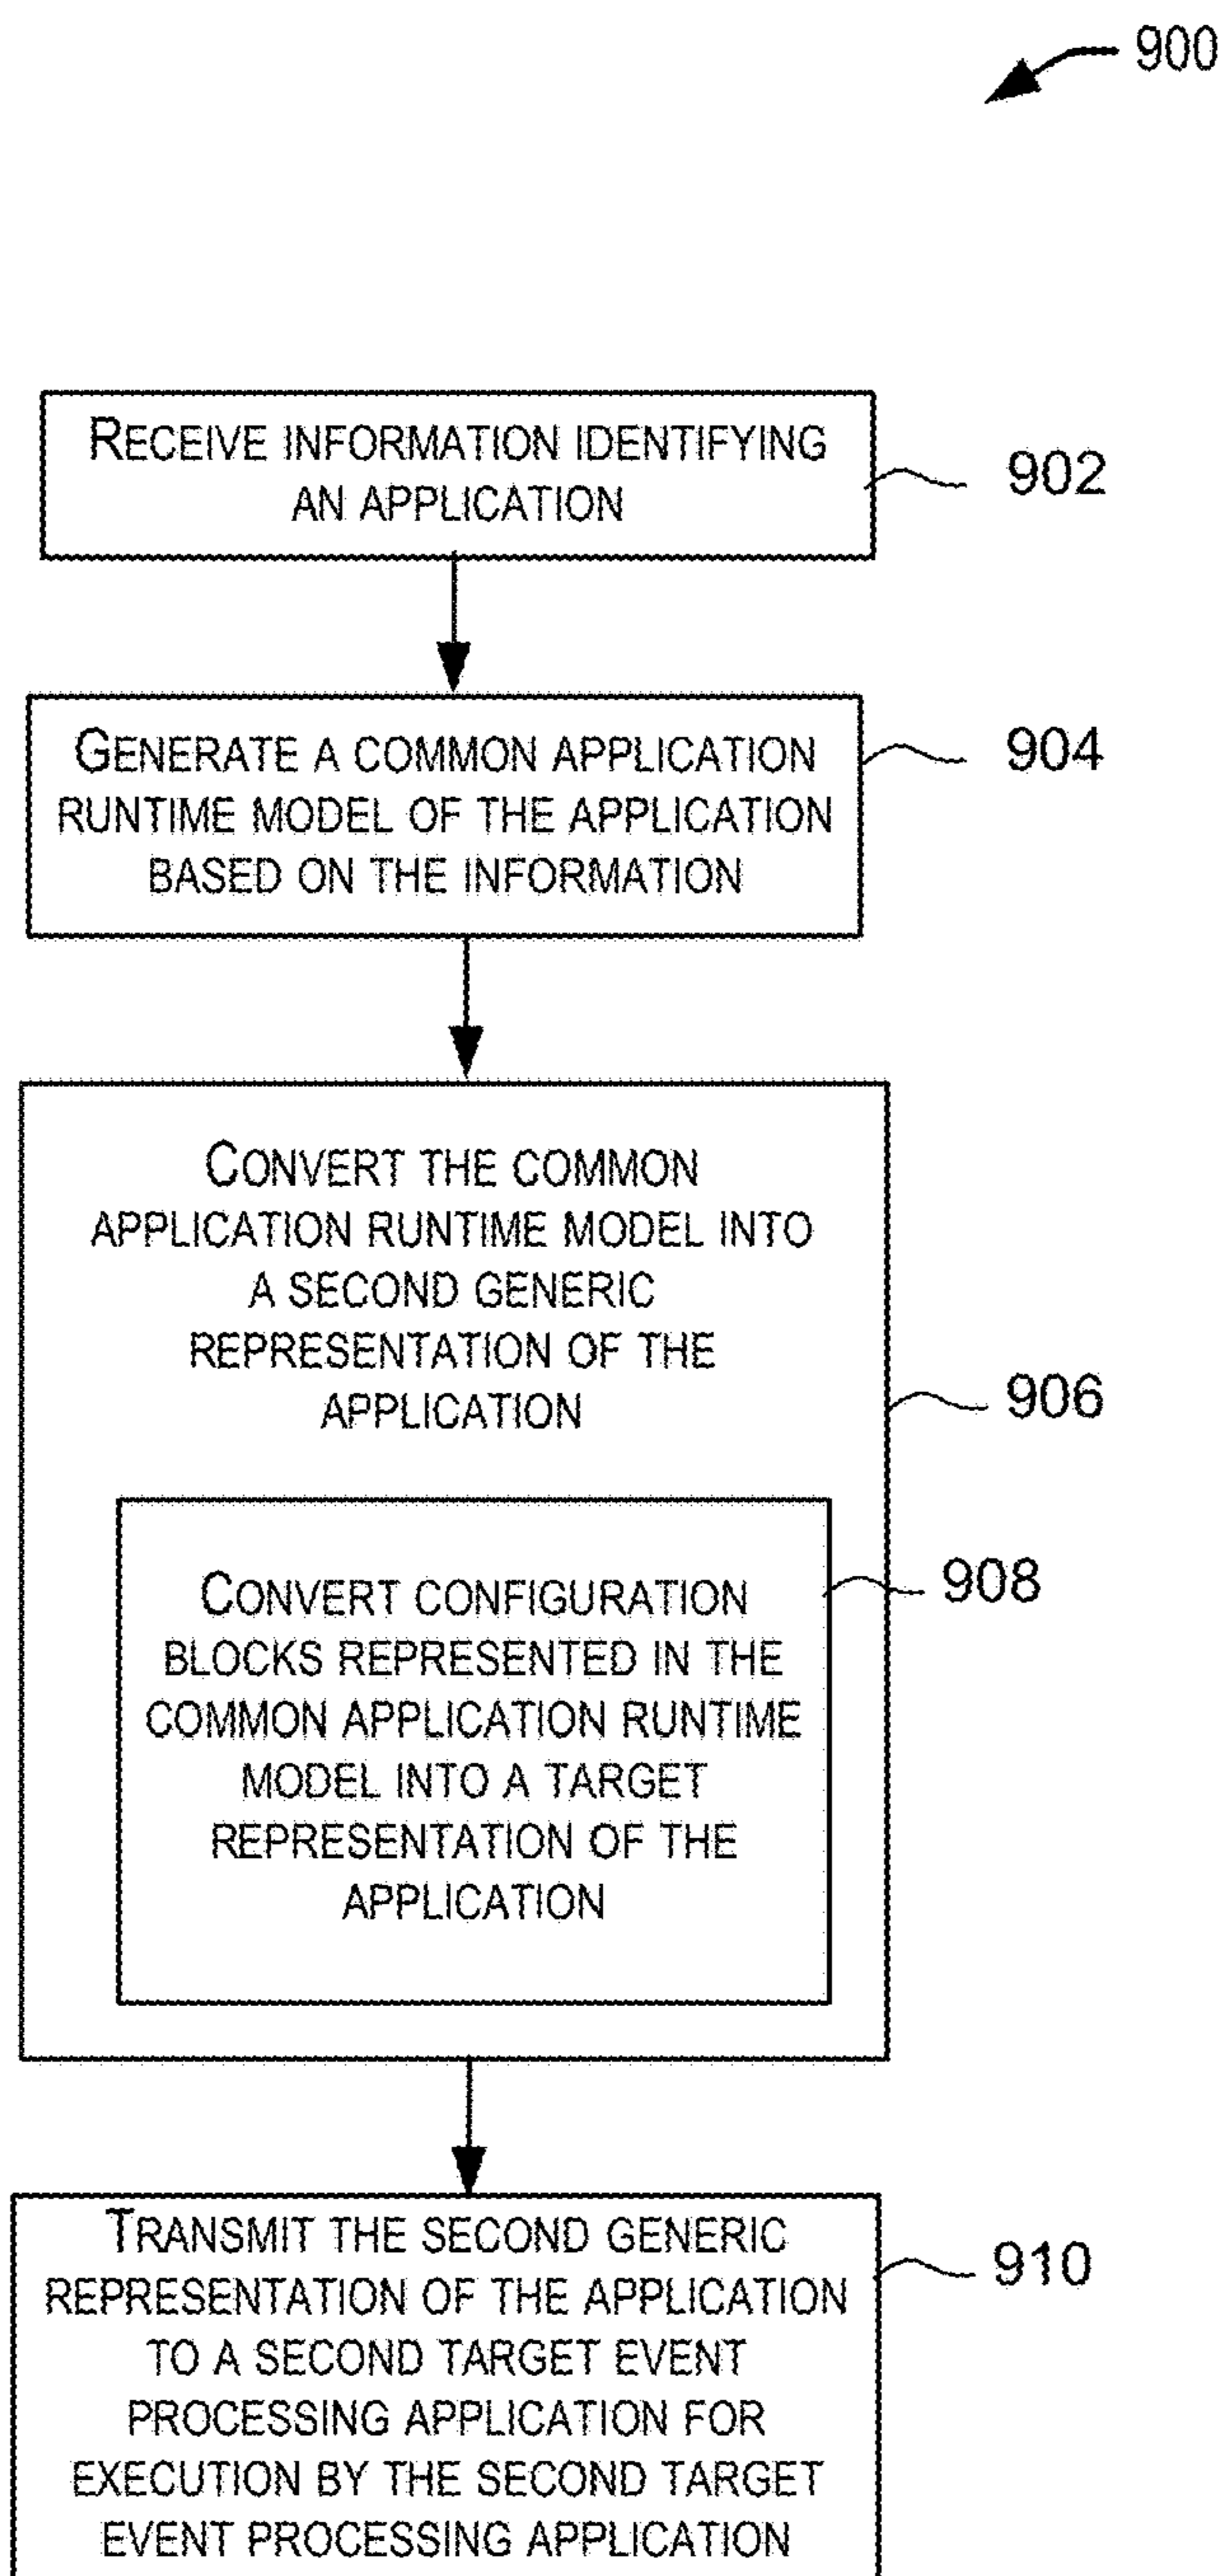 900
RECEIVE INFORMATION IDENTIFYING
AN APPLICATION
902
GENERATE A COMMON APPLICATION
RUNTIME MODEL OF THE APPLICATION
BASED ON THE INFORMATION
904
CONVERT THE COMMON
APPLICATION RUNTIME MODEL INTO
A SECOND GENERIC
REPRESENTATION OF THE
APPLICATION
906
CONVERT CONFIGURATION
BLOCKS REPRESENTED IN THE
COMMON APPLICATION RUNTIME
MODEL INTO A TARGET
REPRESENTATION OF THE
APPLICATION
908
TRANSMIT THE SECOND GENERIC
REPRESENTATION OF THE APPLICATION
TO A SECOND TARGET EVENT
PROCESSING APPLICATION FOR
EXECUTION BY THE SECOND TARGET
EVENT PROCESSING APPLICATION
910